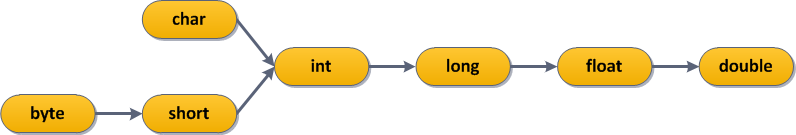 char
int
long
float
double
byte
short